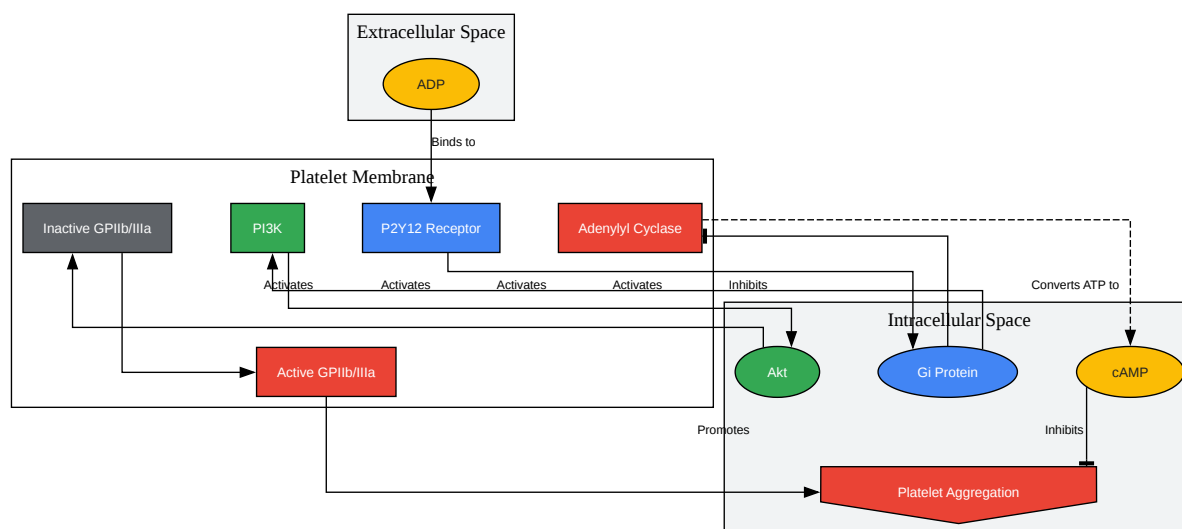 Extracellular Space
ADP
Binds to
Platelet Membrane
Inactive GPIIb/IIIa
PI3K
P2Y12 Receptor
Adenylyl Cyclase
Activates
Activates
Activates
Activates
Inhibits
Converts ATP to
Intracellular Space
Active GPIIb/IIIa
Akt
Gi Protein
cAMP
Promotes
Inhibits
Platelet Aggregation